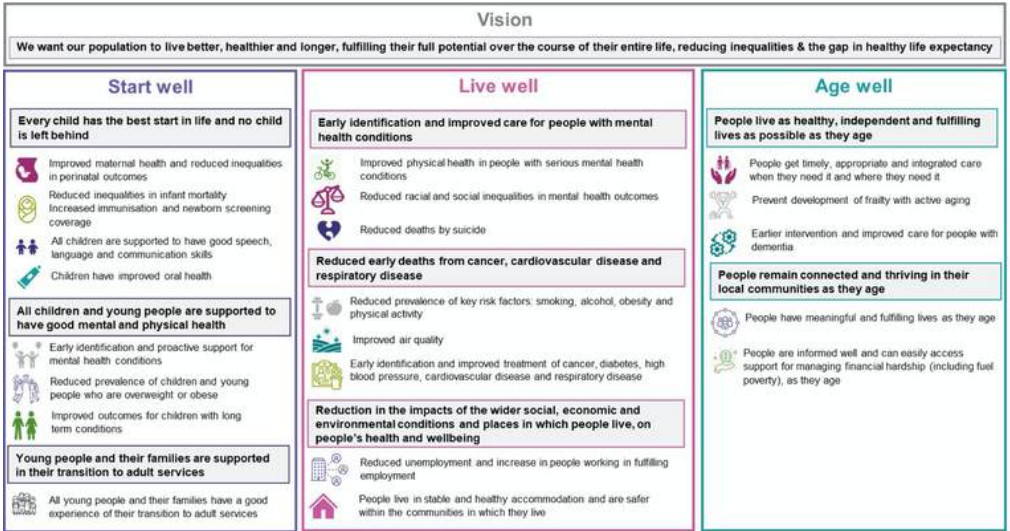 Vision
We want our population to live better, healthier and longer, fulfilling their full potential over the course of their entire life, reducing inequalities & the gap in healthy life expectancy
Start well
Every child has the best start in life and no child
is left behind
Improved maternal health and reduced inequalities
in perinatal outcomes
Reduced inequalities in infant mortality
Increased immunisation and newborn screening
coverage
All children are supported to have good speech,
language and communication skills
Children have improved oral health
All children and young people are supported to
have good mental and physical health
Early identification and proactive support for
mental health conditions
Reduced prevalence of children and young
people who are overweight or obese
Improved outcomes for children with long
term conditions
Young people and their families are supported
in their transition to adult services
All young people and their families have a good
experience of their transition to adult services
Live well
Early identification and improved care for people with mental
health conditions
Improved physical health in people with serious mental health
conditions
Reduced racial and social inequalities in mental health outcomes
Reduced deaths by suicide
Reduced early deaths from cancer, cardiovascular disease and
respiratory disease
Reduced prevalence of key risk factors: smoking, alcohol, obesity and
physical activity
Improved air quality
Early identification and improved treatment of cancer, diabetes, high
blood pressure, cardiovascular disease and respiratory disease
Reduction in the impacts of the wider social, economic and
environmental conditions and places in which people live, on
people's health and wellbeing
Reduced unemployment and increase in people working in fulfilling
employment
People live in stable and healthy accommodation and are safer
within the communities in which they live
Age well
People live as healthy, independent and fulfilling
lives as possible as they age
People get timely, appropriate and integrated care
when they need it and where they need it
Prevent development of frailty with active aging
Earlier intervention and improved care for people with
dementia
People remain connected and thriving in their
local communities as they age
People have meaningful and fulfilling lives as they age
People are informed well and can easily access
support for managing financial hardship (including fuel
poverty), as they age